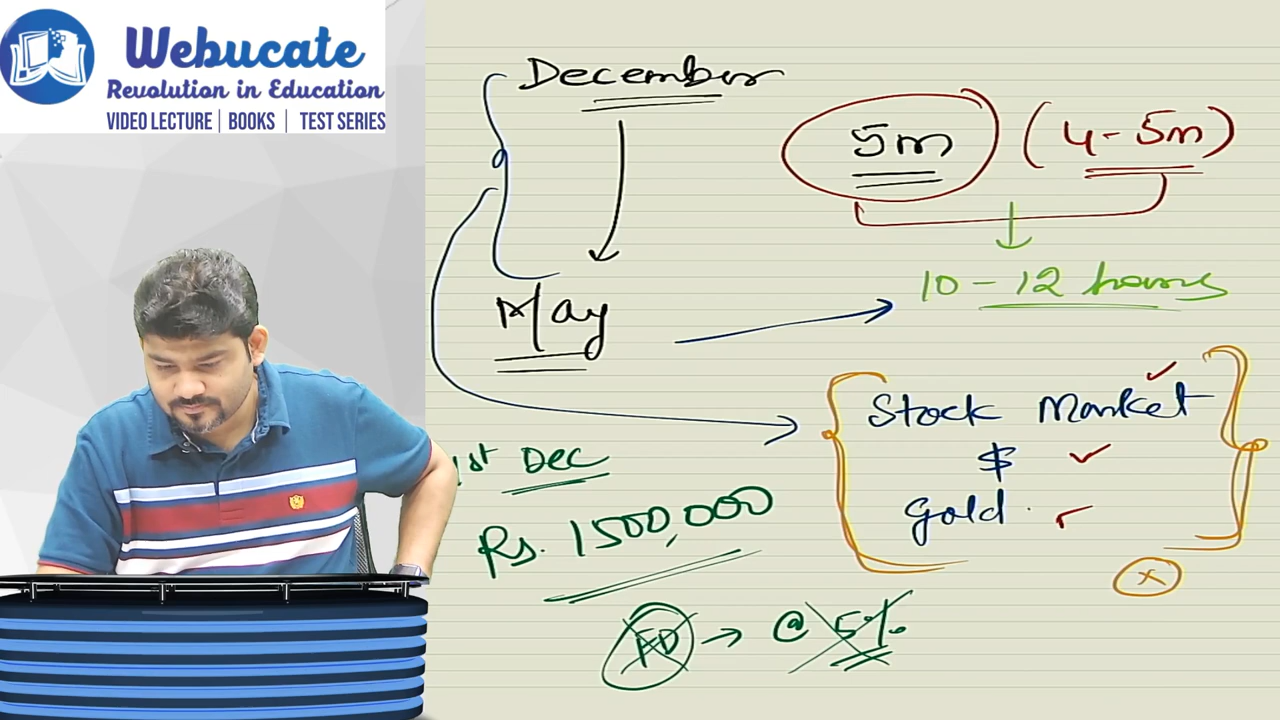 Webucate
Revolution in Education
VIDEO LECTURE | BOOKS | TEST SERIES
December
5m (4-5m)
10-12 hours
May
Stock Market
$
Gold.
1st Dec
Rs. 1500,000
FD → @ 5%
x